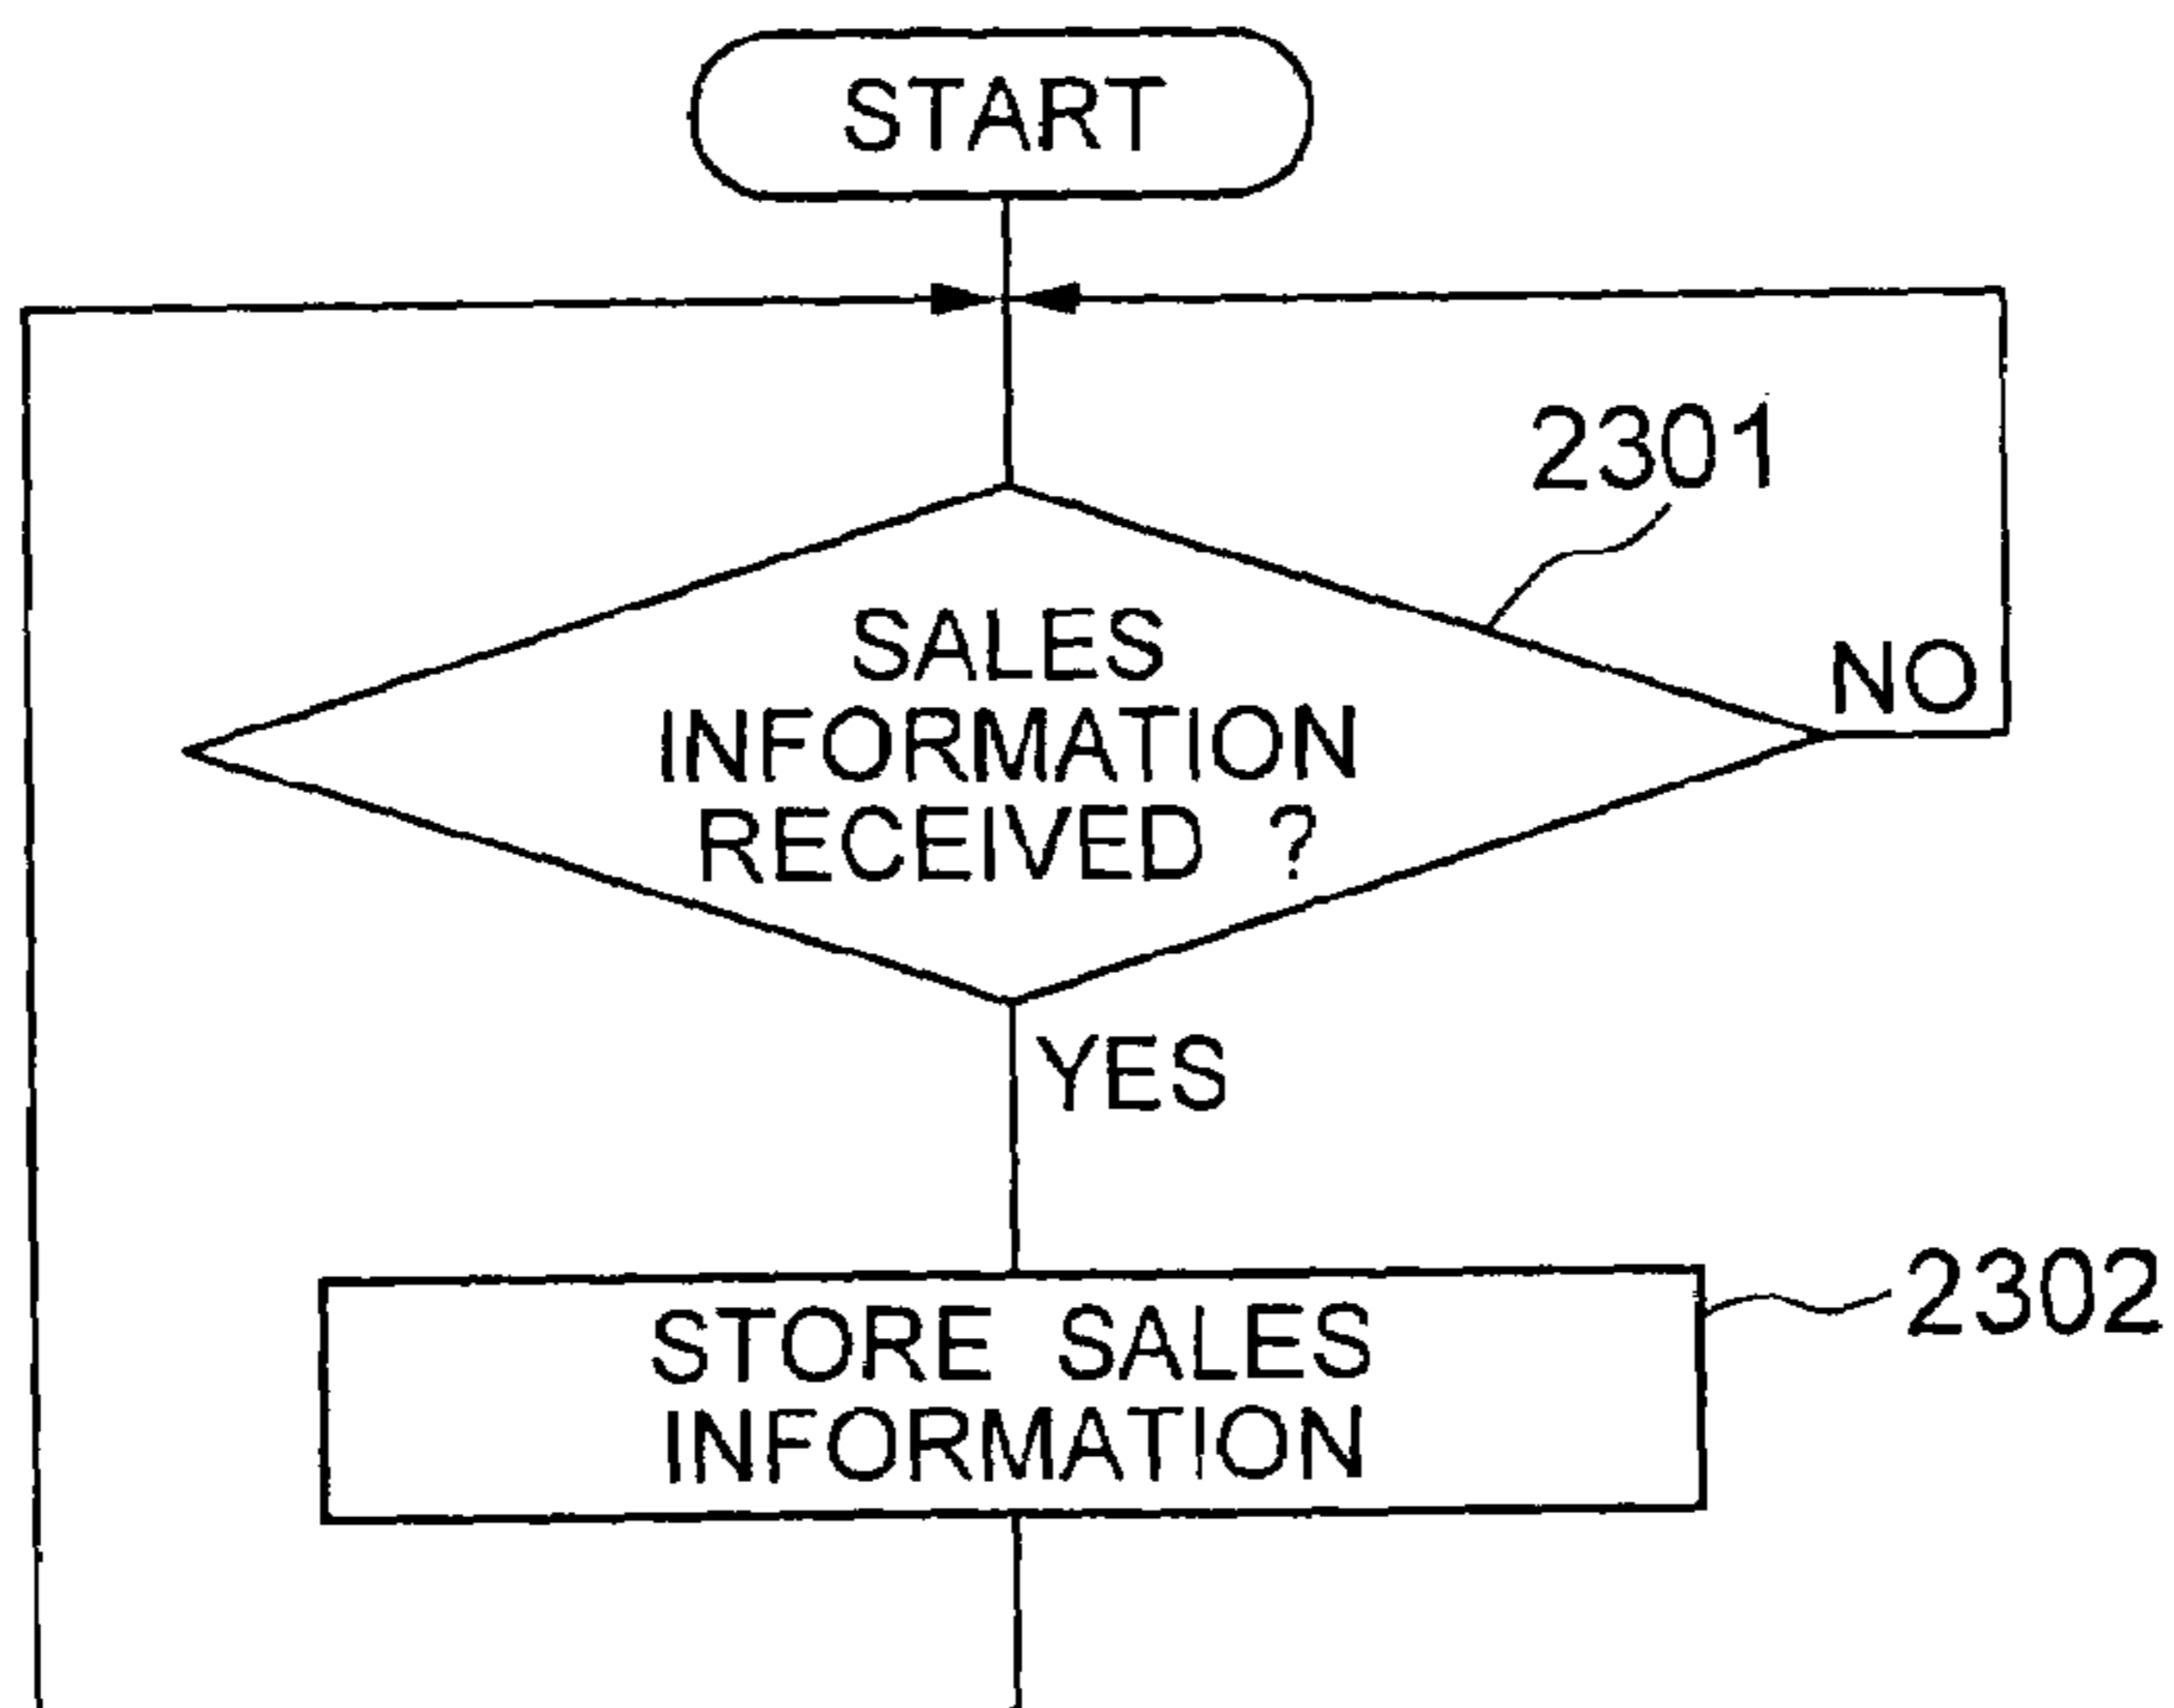 START
2301
SALES
INFORMATION
RECEIVED ?
NO
YES
2302
STORE SALES
INFORMATION